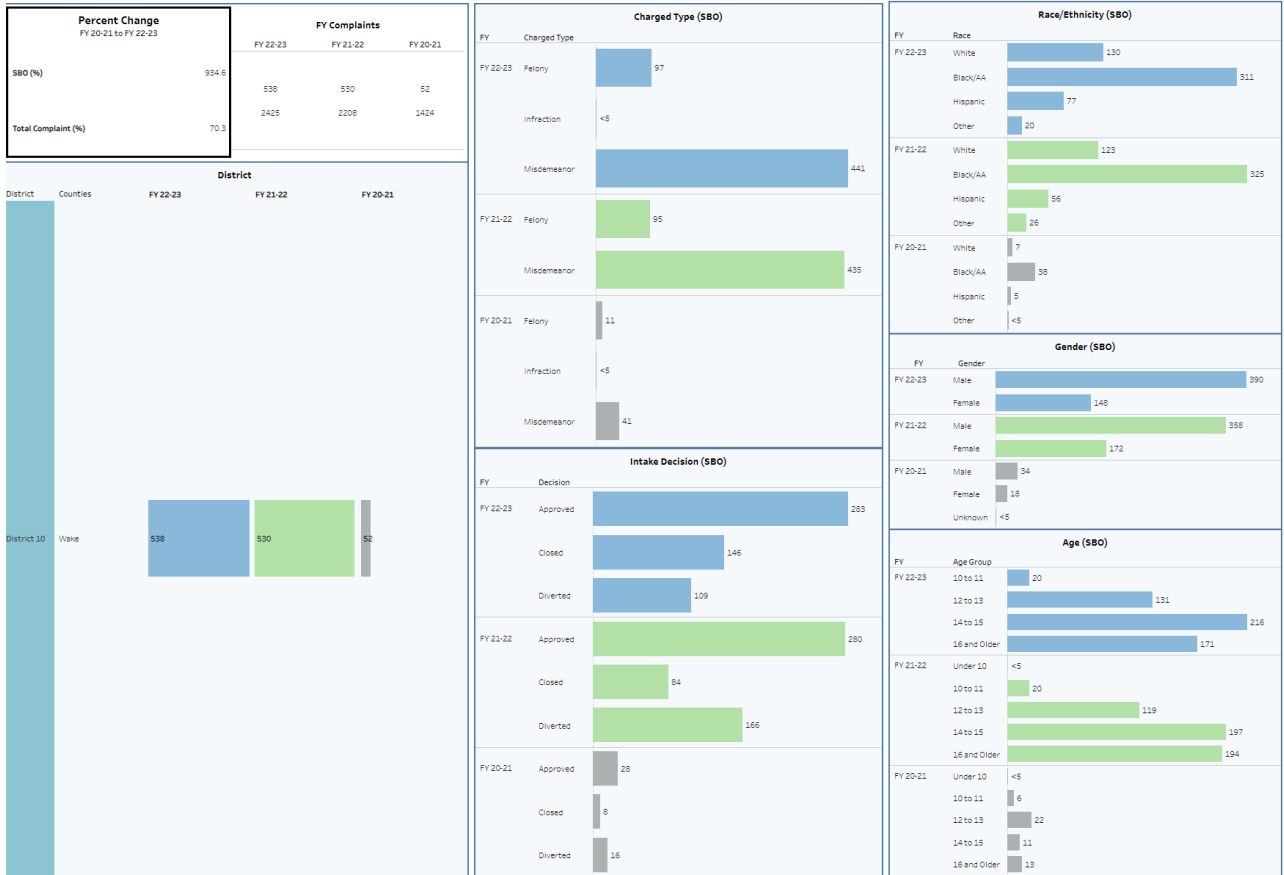 Percent Change
FY 20-21 to FY 22-23
SBO (%) 934.6
Total Complaint (%) 70.3
FY Complaints
FY 22-23 FY 21-22 FY 20-21
538 530 52
2425 2208 1424
District
District Counties FY 22-23 FY 21-22 FY 20-21
District 10 Wake 538 530 52
Charged Type (SBO)
FY Charged Type
FY 22-23 Felony 97
Infraction <5
Misdemeanor 441
FY 21-22 Felony 95
Misdemeanor 435
FY 20-21 Felony 11
Infraction <5
Misdemeanor 41
Intake Decision (SBO)
FY Decision
FY 22-23 Approved 283
Closed 146
Diverted 109
FY 21-22 Approved 280
Closed 84
Diverted 166
FY 20-21 Approved 28
Closed 8
Diverted 16
Race/Ethnicity (SBO)
FY Race
FY 22-23 White 130
Black/AA 311
Hispanic 77
Other 20
FY 21-22 White 123
Black/AA 325
Hispanic 56
Other 26
FY 20-21 White 7
Black/AA 38
Hispanic 5
Other <5
Gender (SBO)
FY Gender
FY 22-23 Male 390
Female 148
FY 21-22 Male 358
Female 172
FY 20-21 Male 34
Female 18
Unknown <5
Age (SBO)
FY Age Group
FY 22-23 10 to 11 20
12 to 13 131
14 to 15 216
16 and Older 171
FY 21-22 Under 10 <5
10 to 11 20
12 to 13 119
14 to 15 197
16 and Older 194
FY 20-21 Under 10 <5
10 to 11 6
12 to 13 22
14 to 15 11
16 and Older 13